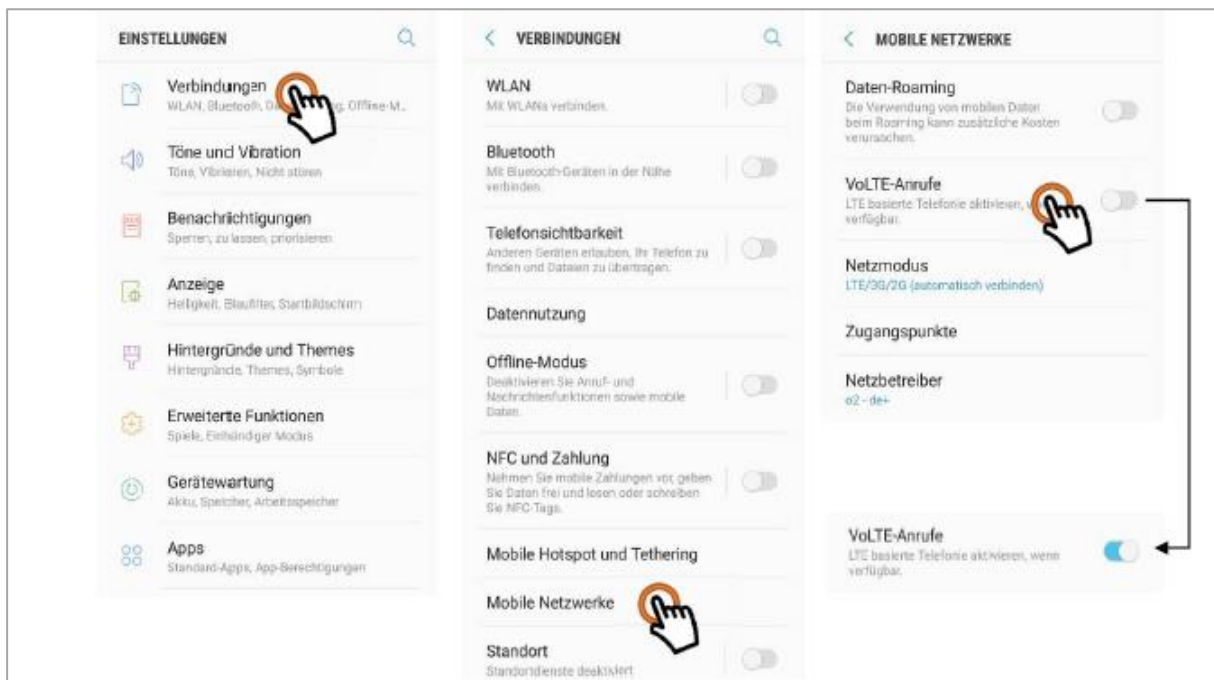 EINSTELLUNGEN
Verbindungen
WLAN, Bluetooth, Offline-M..
Töne und Vibration
Töne, Vibrieren, Nicht stören
Benachrichtigungen
Sperren, zu lassen, priorisieren
Anzeige
Helligkeit, Blaufilter, Startbildschirm
Hintergründe und Themes
Hintergründe, Themes, Symbole
Erweiterte Funktionen
Spiele, Einhändiger Modus
Gerätewartung
Akku, Speicher, Arbeitsspeicher
Apps
Standard-Apps, App-Berechtigungen
VERBINDUNGEN
WLAN
Mit WLANs verbinden.
Bluetooth
Mit Bluetooth-Geräten in der Nähe
verbinden.
Telefonsichtbarkeit
Anderen Geräten erlauben, Ihr Telefon zu
finden und Dateien zu übertragen.
Datennutzung
Offline-Modus
Deaktivieren Sie Anruf- und
Nachrichtenfunktionen sowie mobile
Daten.
NFC und Zahlung
Nehmen Sie mobile Zahlungen vor, geben
Sie Daten frei und lesen oder schreiben
Sie NFC-Tags.
Mobile Hotspot und Tethering
Mobile Netzwerke
Standort
Standortdienste deaktiviert
MOBILE NETZWERKE
Daten-Roaming
Die Verwendung von mobilen Daten
beim Roaming kann zusätzliche Kosten
verursachen.
VoLTE-Anrufe
LTE basierte Telefonie aktivieren,
verfügbar.
Netzmodus
LTE/3G/2G (automatisch verbinden)
Zugangspunkte
Netzbetreiber
o2 - de+
VoLTE-Anrufe
LTE basierte Telefonie aktivieren, wenn
verfügbar.